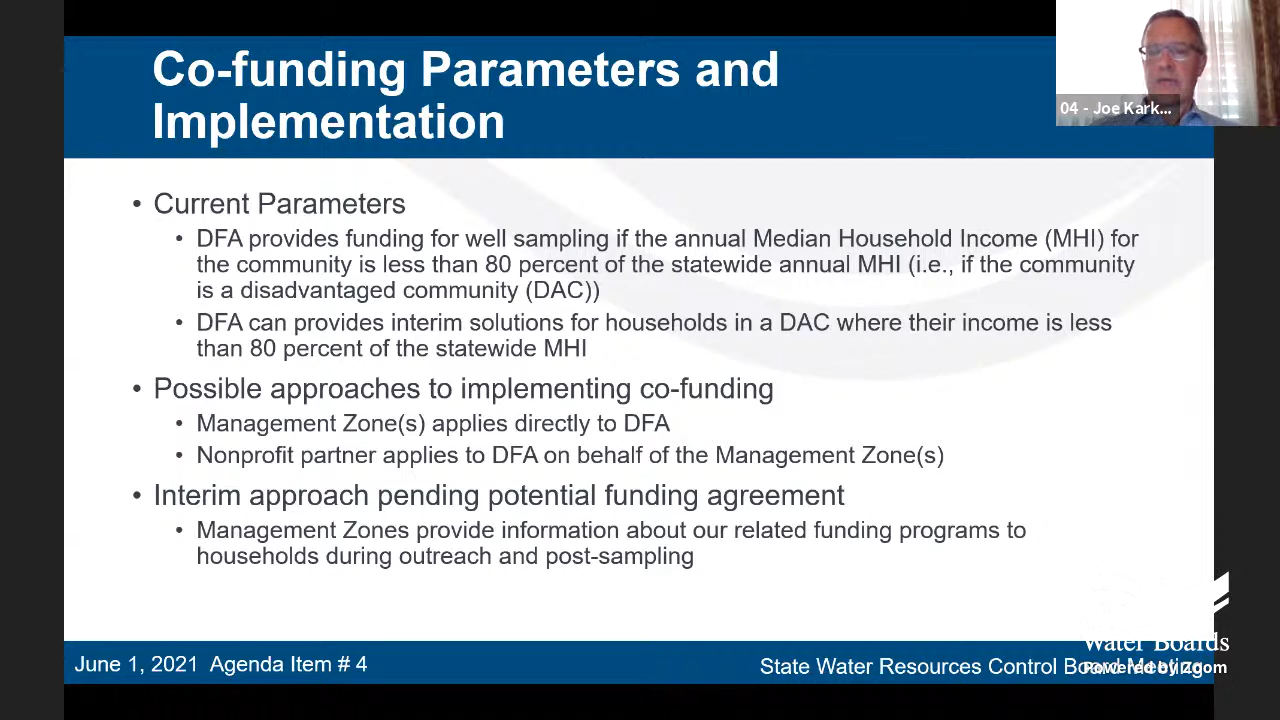 Co-funding Parameters and
Implementation
04 - Joe Kark...
• Current Parameters
• DFA provides funding for well sampling if the annual Median Household Income (MHI) for
the community is less than 80 percent of the statewide annual MHI (i.e., if the community
is a disadvantaged community (DAC))
• DFA can provides interim solutions for households in a DAC where their income is less
than 80 percent of the statewide MHI
• Possible approaches to implementing co-funding
• Management Zone(s) applies directly to DFA
• Nonprofit partner applies to DFA on behalf of the Management Zone(s)
• Interim approach pending potential funding agreement
• Management Zones provide information about our related funding programs to
households during outreach and post-sampling
Water Boards
June 1, 2021 Agenda Item # 4
State Water Resources Control Board Meeting
Powered by Zoom